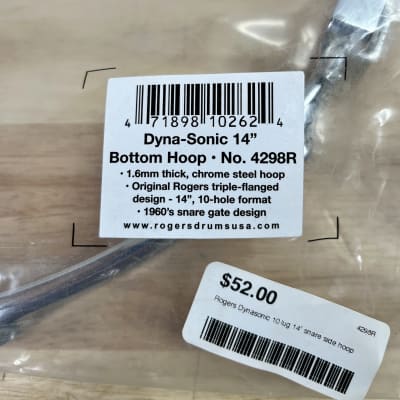 4 71898 10262 4
Dyna-Sonic 14”
Bottom Hoop • No. 4298R
• 1.6mm thick, chrome steel hoop
• Original Rogers triple-flanged
design - 14”, 10-hole format
• 1960’s snare gate design
www.rogersdrumsusa.com
$52.00
Rogers Dynasonic 10 lug 14" snare side hoop
4298R